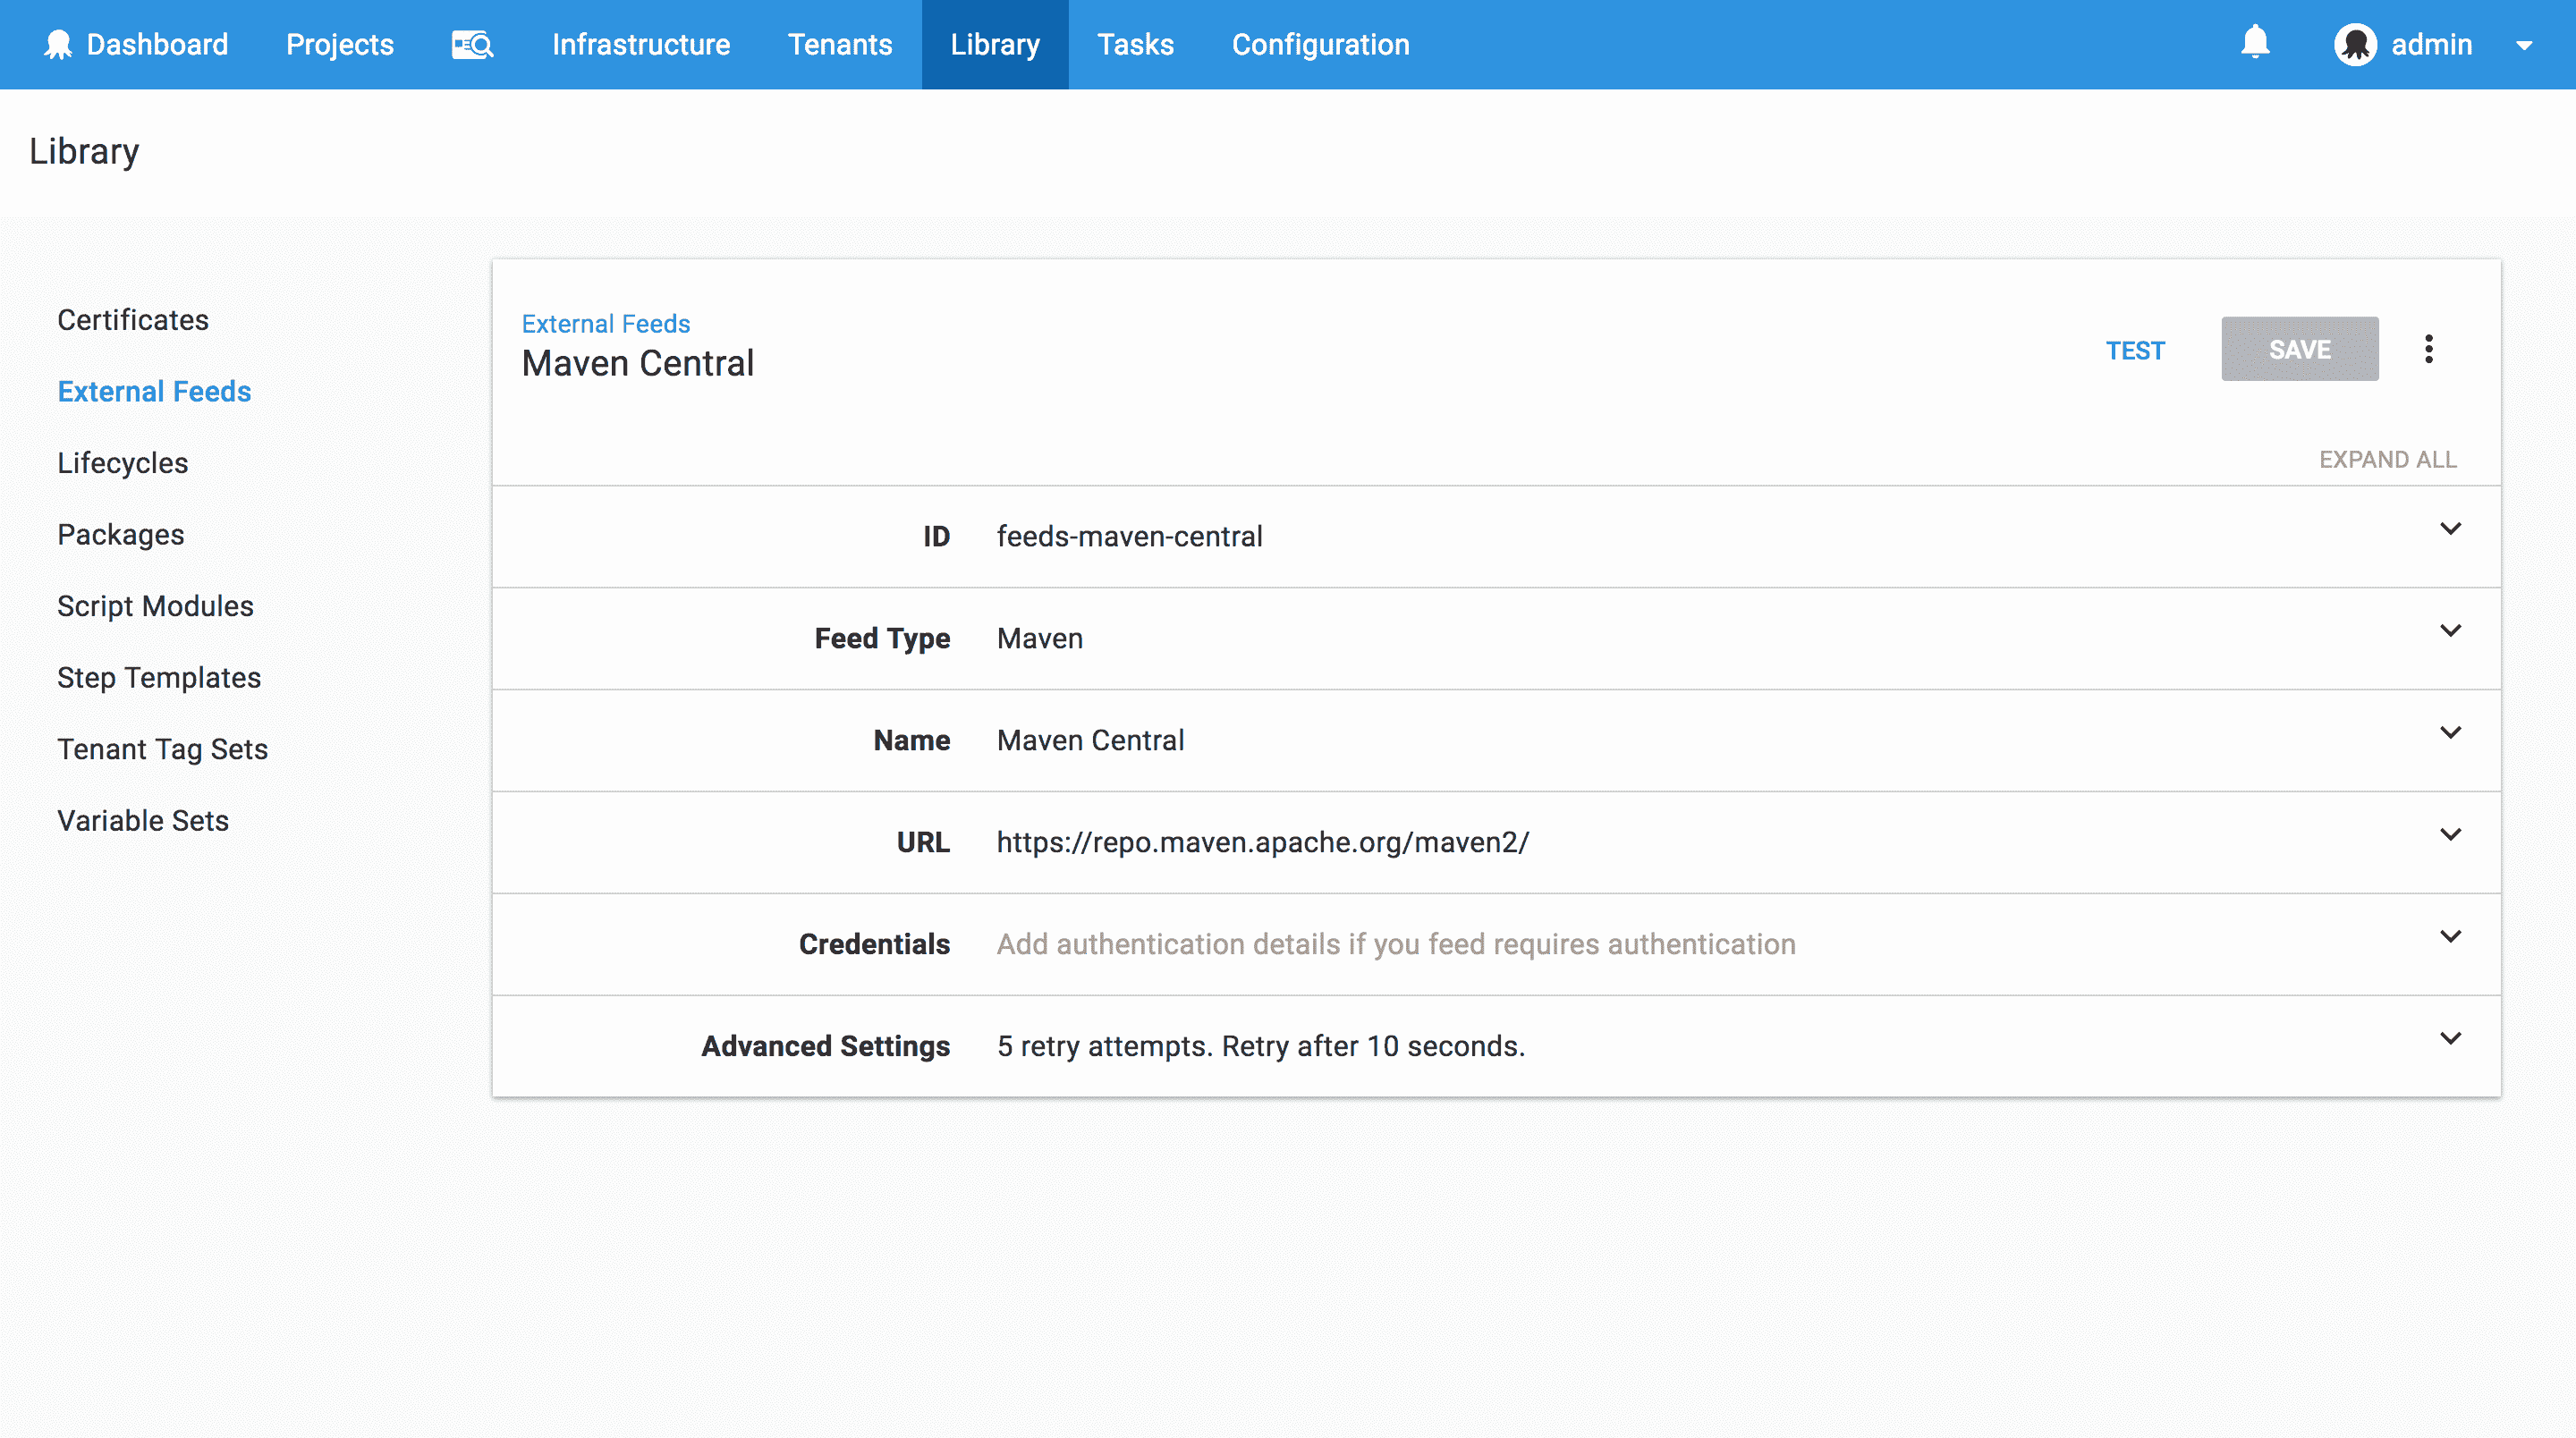 Dashboard Projects Infrastructure Tenants Library Tasks Configuration admin
Library
Certificates
External Feeds
Lifecycles
Packages
Script Modules
Step Templates
Tenant Tag Sets
Variable Sets
External Feeds
Maven Central
TEST SAVE
EXPAND ALL
ID feeds-maven-central
Feed Type Maven
Name Maven Central
URL https://repo.maven.apache.org/maven2/
Credentials Add authentication details if you feed requires authentication
Advanced Settings 5 retry attempts. Retry after 10 seconds.